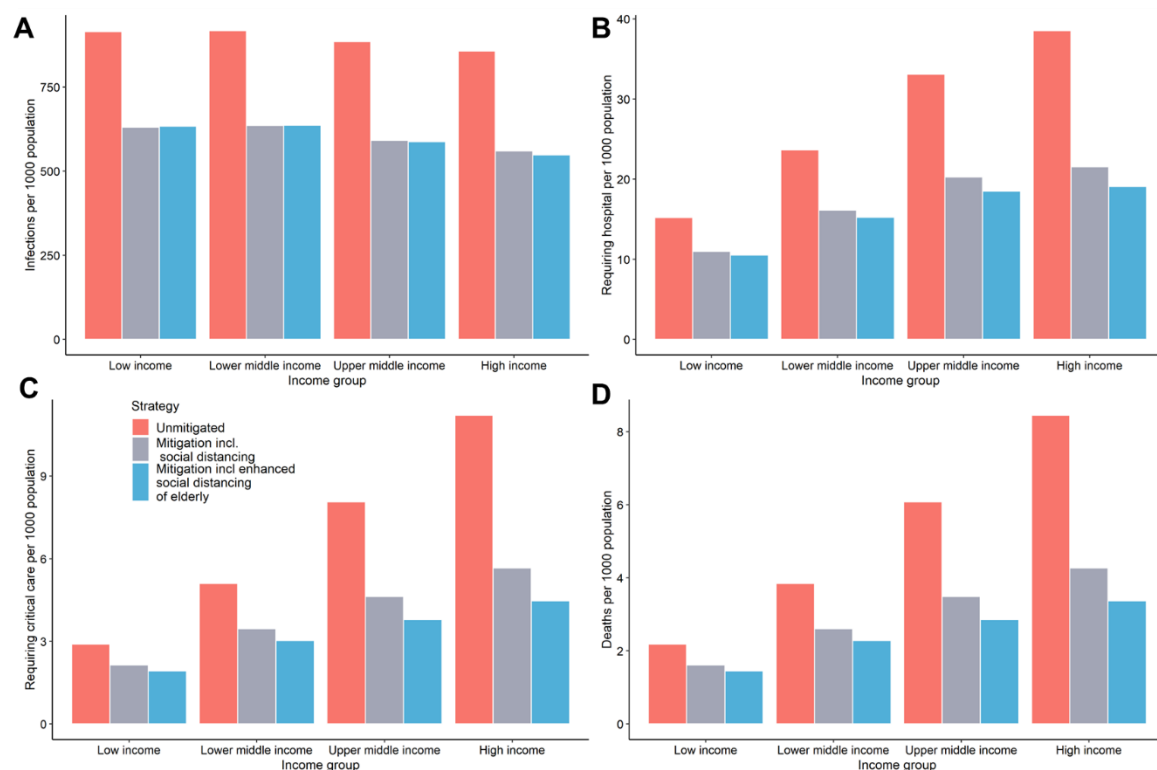 A
Infections per 1000 population
750
500
250
0
Low income
Lower middle income
Upper middle income
High income
Income group
B
Requiring hospital per 1000 population
40
30
20
10
0
Low income
Lower middle income
Upper middle income
High income
Income group
C
Requiring critical care per 1000 population
9
6
3
0
Strategy
Unmitigated
Mitigation incl.
social distancing
Mitigation incl enhanced
social distancing
of elderly
Low income
Lower middle income
Upper middle income
High income
Income group
D
Deaths per 1000 population
8
6
4
2
0
Low income
Lower middle income
Upper middle income
High income
Income group